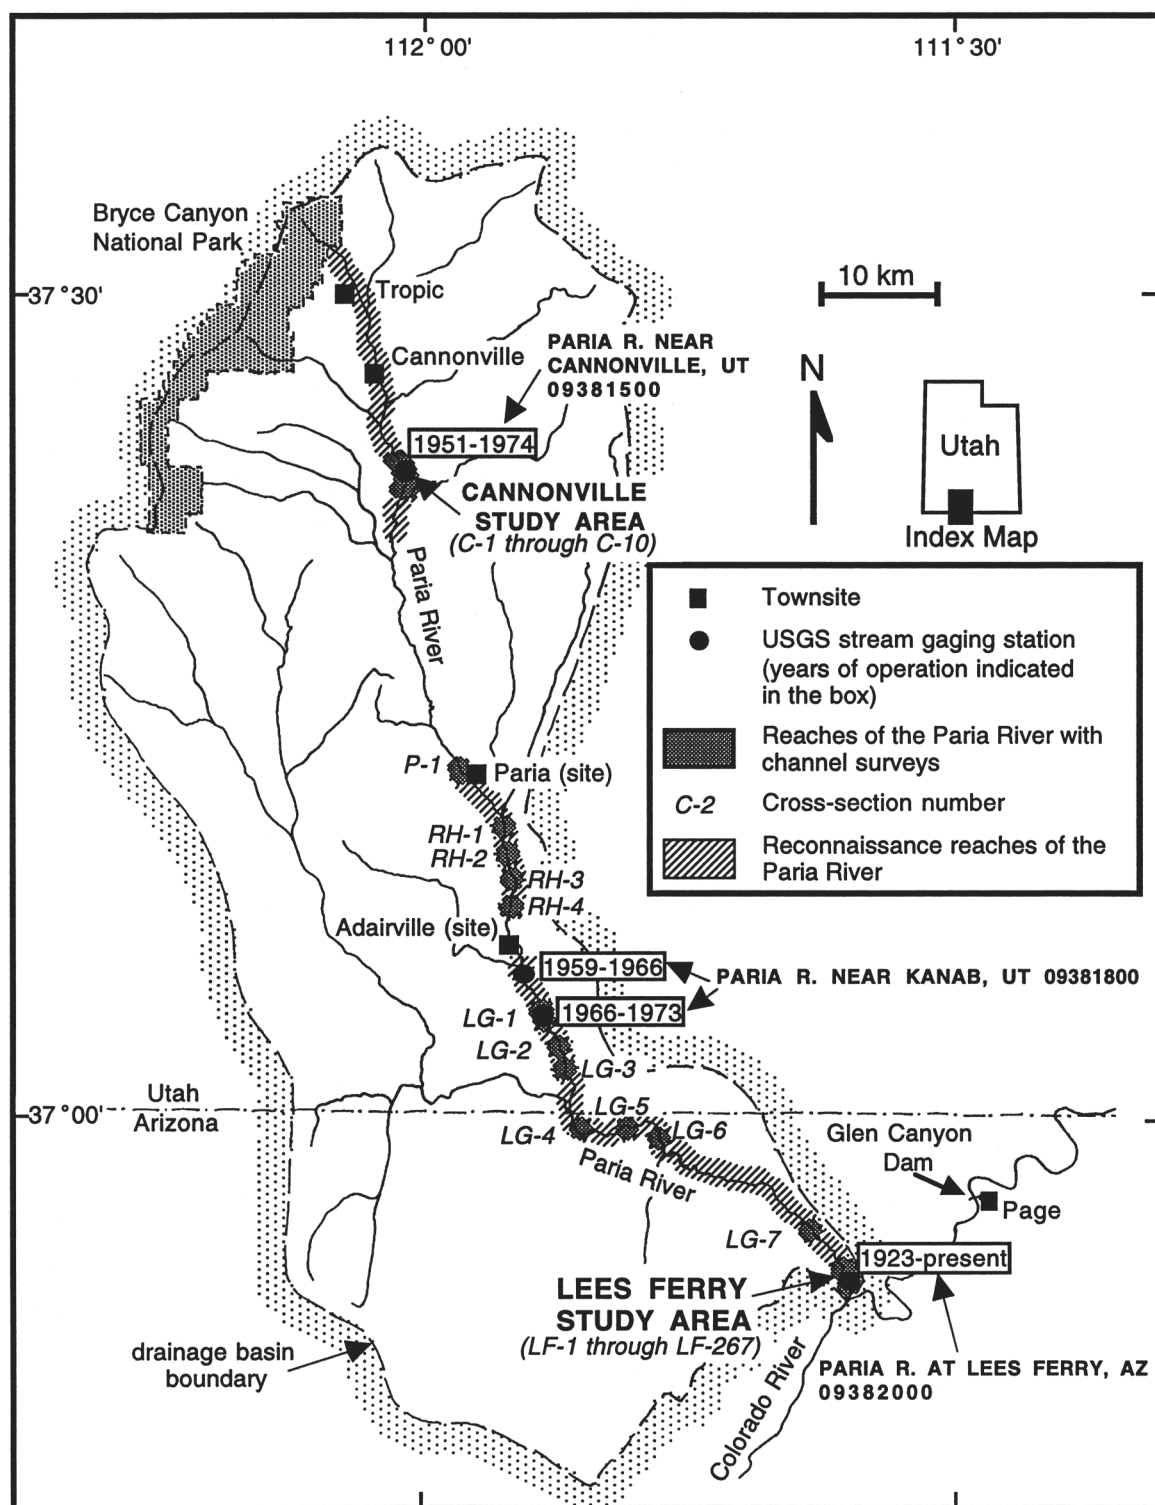 112°00'
111°30'
Bryce Canyon
National Park
37°30'
Tropic
10 km
Cannonville
PARIA R. NEAR
CANNONVILLE, UT
09381500
N
1951-1974
Utah
CANNONVILLE
STUDY AREA
(C-1 through C-10)
Index Map
Paria River
Townsite
USGS stream gaging station
(years of operation indicated
in the box)
Reaches of the Paria River with
channel surveys
C-2
Cross-section number
Reconnaissance reaches of the
Paria River
P-1
Paria (site)
RH-1
RH-2
RH-3
RH-4
Adairville (site)
1959-1966
PARIA R. NEAR KANAB, UT 09381800
1966-1973
LG-1
LG-2
LG-3
Utah
37°00'
Arizona
LG-5
LG-4
LG-6
Paria River
Glen Canyon
Dam
Page
LG-7
1923-present
LEES FERRY
STUDY AREA
(LF-1 through LF-267)
drainage basin
boundary
PARIA R. AT LEES FERRY, AZ
09382000
Colorado River